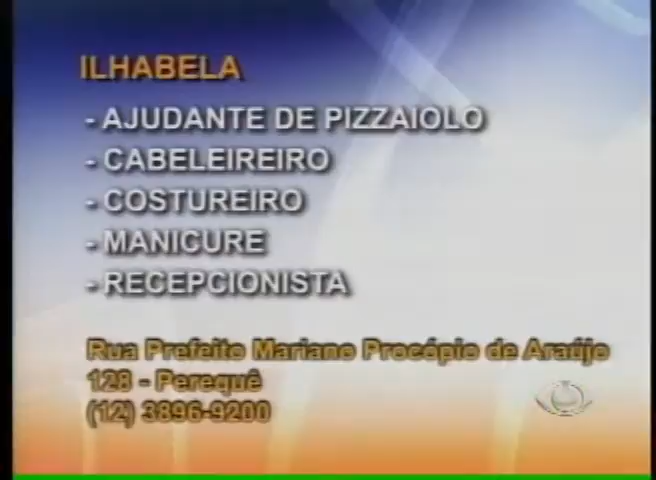 ILHABELA
- AJUDANTE DE PIZZAIOLO
- CABELEIREIRO
- COSTUREIRO
- MANICURE
- RECEPCIONISTA
Rua Prefeito Mariano Procópio de Araújo
128 - Perequê
(12) 3896-9200